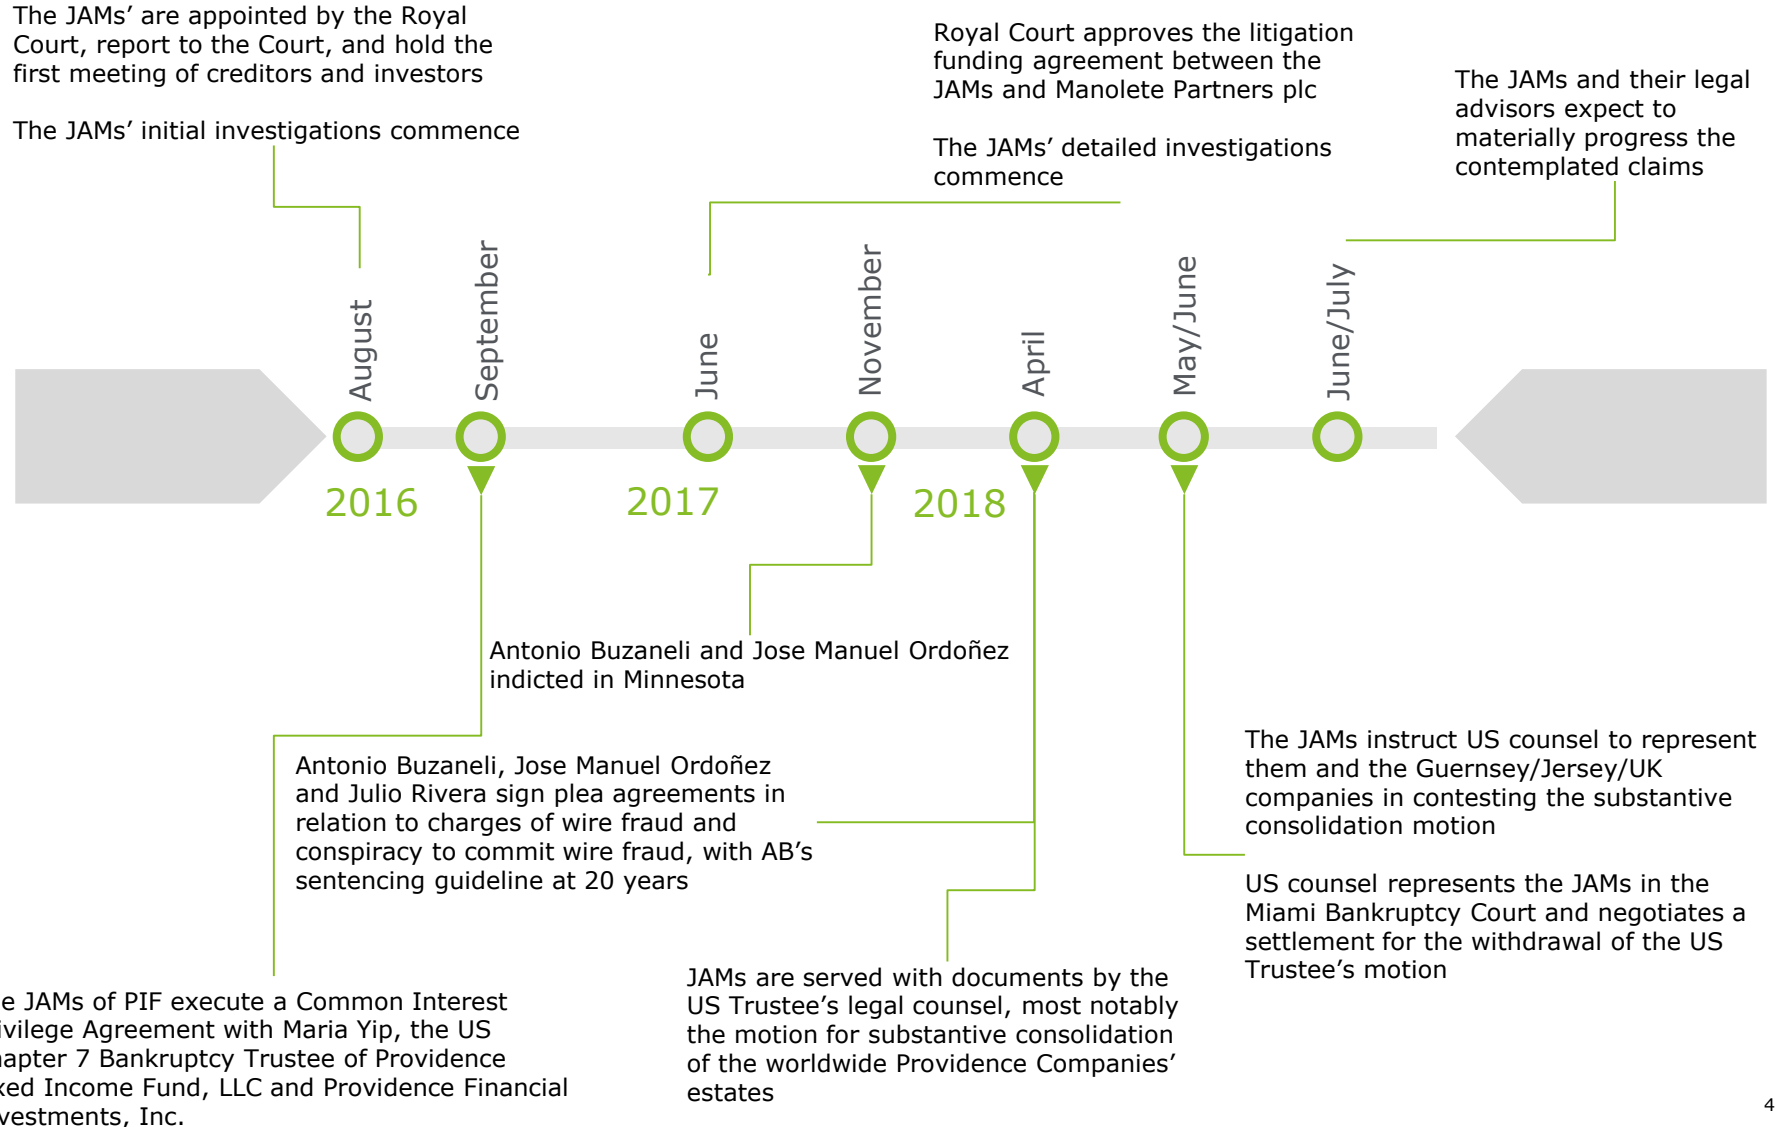 The JAMs’ are appointed by the Royal
Court, report to the Court, and hold the
first meeting of creditors and investors
The JAMs’ initial investigations commence
Royal Court approves the litigation
funding agreement between the
JAMs and Manolete Partners plc
The JAMs’ detailed investigations
commence
The JAMs and their legal
advisors expect to
materially progress the
contemplated claims
August
September
June
November
April
May/June
June/July
2016
2017
2018
Antonio Buzaneli and Jose Manuel Ordoñez
indicted in Minnesota
Antonio Buzaneli, Jose Manuel Ordoñez
and Julio Rivera sign plea agreements in
relation to charges of wire fraud and
conspiracy to commit wire fraud, with AB’s
sentencing guideline at 20 years
The JAMs instruct US counsel to represent
them and the Guernsey/Jersey/UK
companies in contesting the substantive
consolidation motion
US counsel represents the JAMs in the
Miami Bankruptcy Court and negotiates a
settlement for the withdrawal of the US
Trustee’s motion
JAMs are served with documents by the
US Trustee’s legal counsel, most notably
the motion for substantive consolidation
of the worldwide Providence Companies’
estates
e JAMs of PIF execute a Common Interest
ivilege Agreement with Maria Yip, the US
hapter 7 Bankruptcy Trustee of Providence
xed Income Fund, LLC and Providence Financial
vestments, Inc.
4